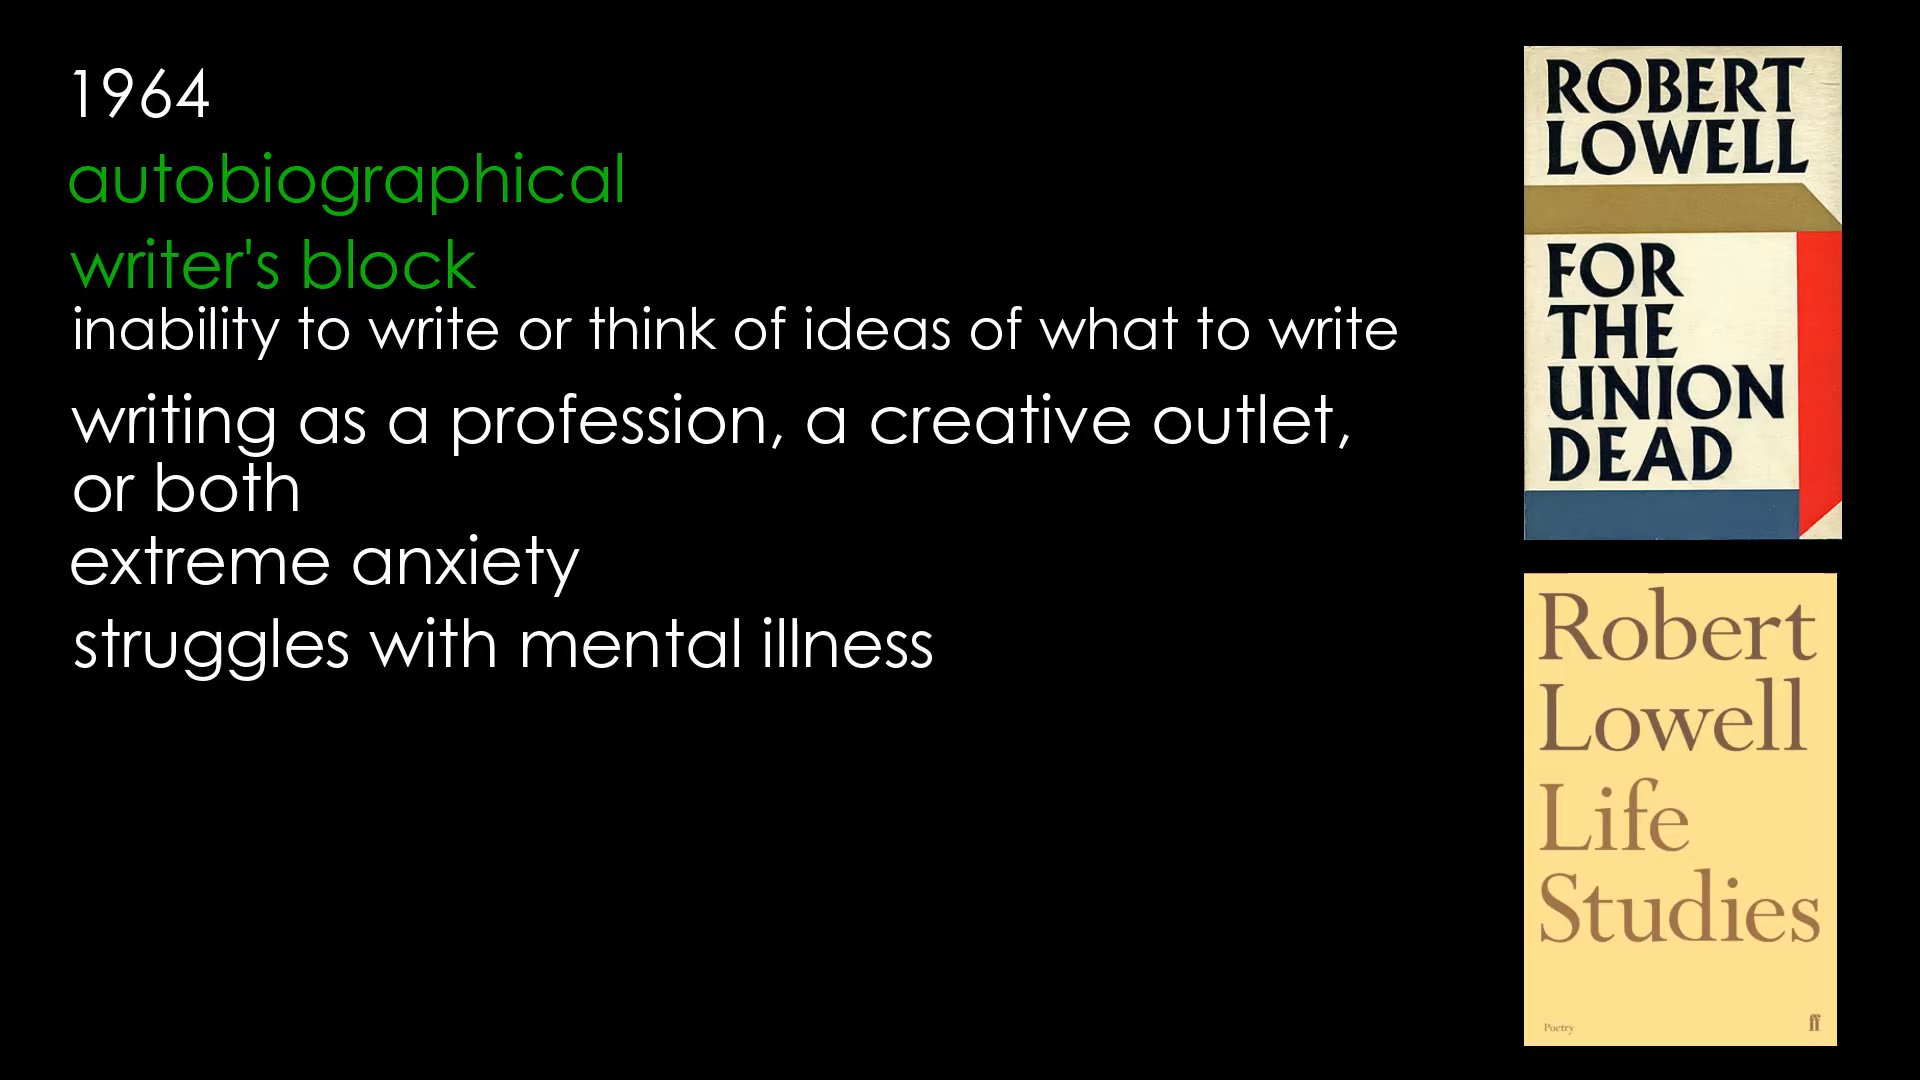 1964
autobiographical
writer's block
inability to write or think of ideas of what to write
writing as a profession, a creative outlet,
or both
extreme anxiety
struggles with mental illness
ROBERT
LOWELL
FOR
THE
UNION
DEAD
Robert
Lowell
Life
Studies
Poetry
ff